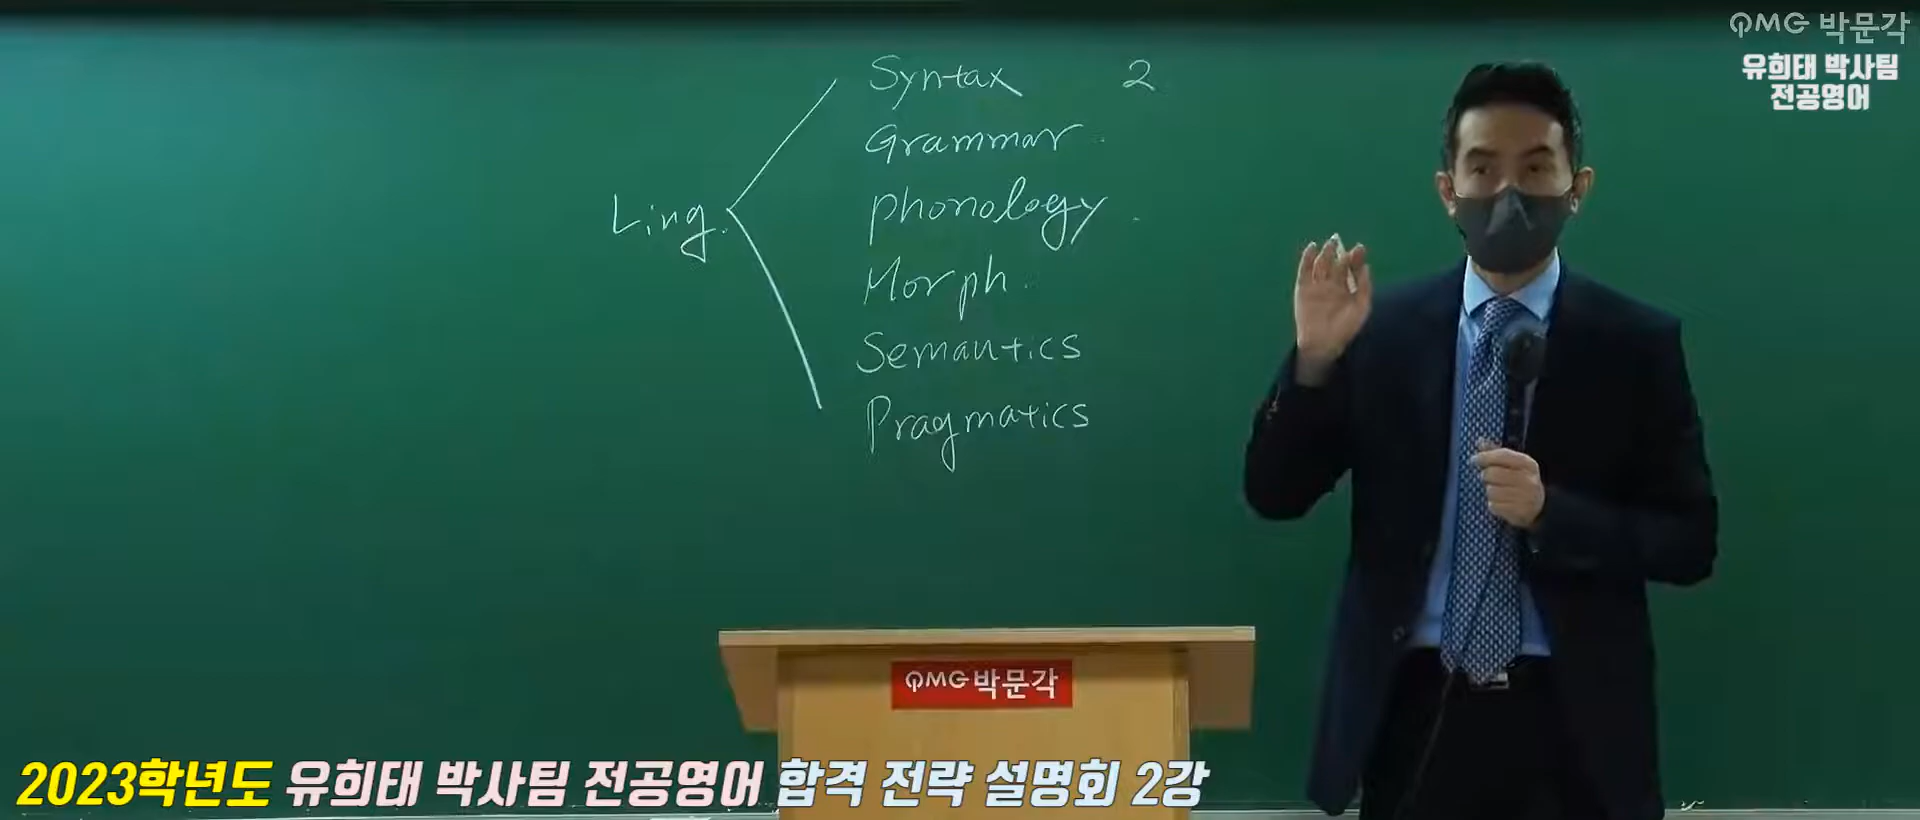 PMG 박문각
유희태 박사팀
전공영어
Syntax 2
Grammar.
Ling.
phonology.
Morph.
Semantics
Pragmatics
PMG 박문각
2023학년도 유희태 박사팀 전공영어 합격 전략 설명회 2강